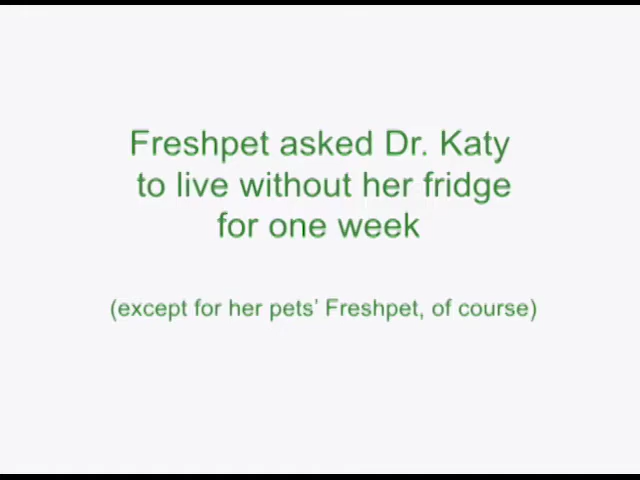 Freshpet asked Dr. Katy
to live without her fridge
for one week
(except for her pets’ Freshpet, of course)